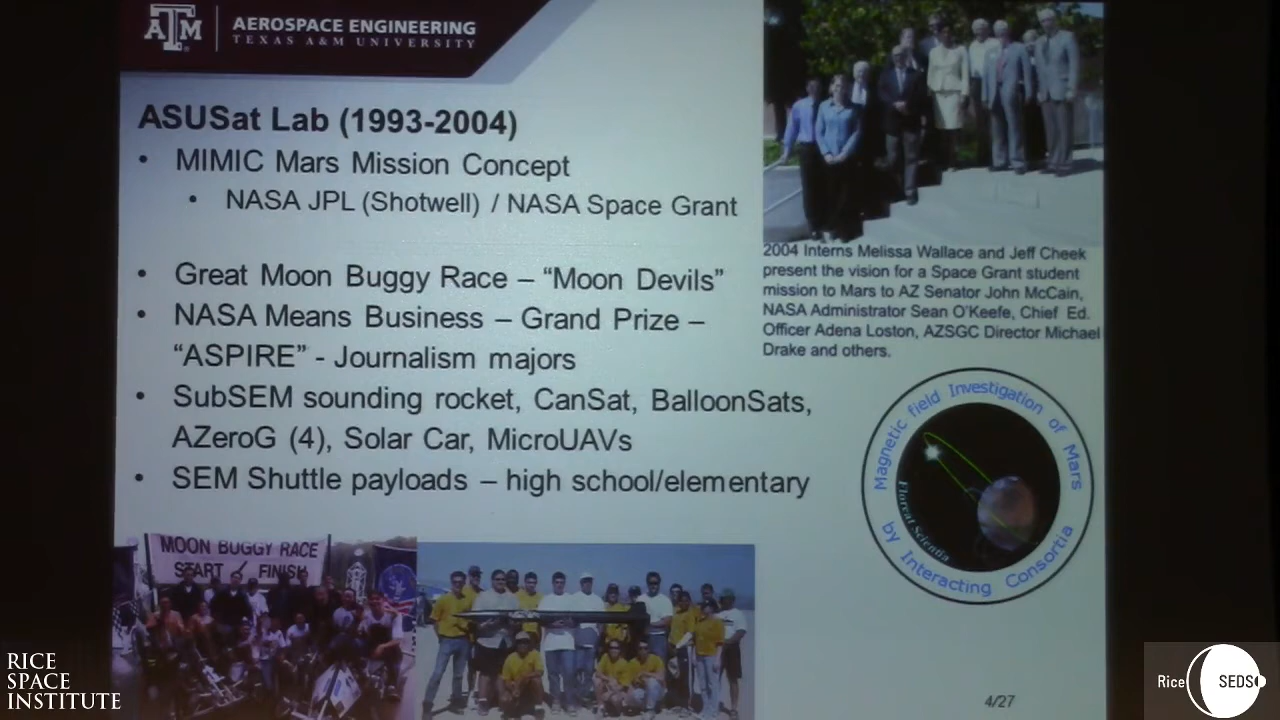 AEROSPACE ENGINEERING
TEXAS A&M UNIVERSITY
ASUSat Lab (1993-2004)
• MIMIC Mars Mission Concept
• NASA JPL (Shotwell) / NASA Space Grant
• Great Moon Buggy Race – “Moon Devils”
• NASA Means Business – Grand Prize –
“ASPIRE” - Journalism majors
• SubSEM sounding rocket, CanSat, BalloonSats,
AZeroG (4), Solar Car, MicroUAVs
• SEM Shuttle payloads – high school/elementary
2004 Interns Melissa Wallace and Jeff Cheek
present the vision for a Space Grant student
mission to Mars to AZ Senator John McCain,
NASA Administrator Sean O'Keefe, Chief Ed.
Officer Adena Loston, AZSGC Director Michael
Drake and others.
Magnetic field Investigation of Mars
by Interacting Consortia
Floreat Scientia
MOON BUGGY RACE
START FINISH
4/27
RICE
SPACE
INSTITUTE
Rice SEDS